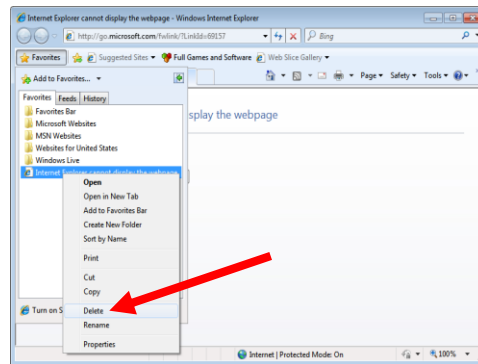 Internet Explorer cannot display the webpage - Windows Internet Explorer
http://go.microsoft.com/fwlink/?LinkId=69157
Bing
Favorites Suggested Sites Full Games and Software Web Slice Gallery
Add to Favorites... Page Safety Tools
Favorites Feeds History
Favorites Bar
splay the webpage
Microsoft Websites
MSN Websites
Websites for United States
Windows Live
Internet Explorer cannot display the webpage
Open
Open in New Tab
Add to Favorites Bar
Create New Folder
Sort by Name
Print
Cut
Copy
Turn on S
Delete
Rename
Properties
Internet | Protected Mode: On 100%